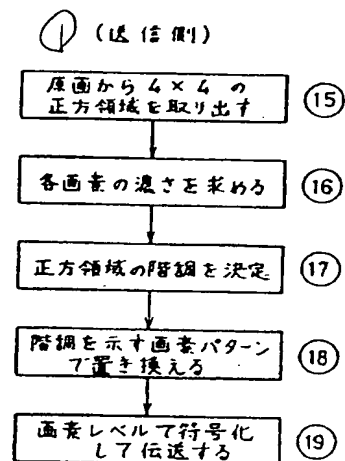 ① (送信側)
原画から4×4の
正方領域を取り出す
15
各画素の濃さを求める
16
正方領域の階調を決定
17
階調を示す画素パターン
で置き換える
18
画素レベルで符号化
して伝送する
19